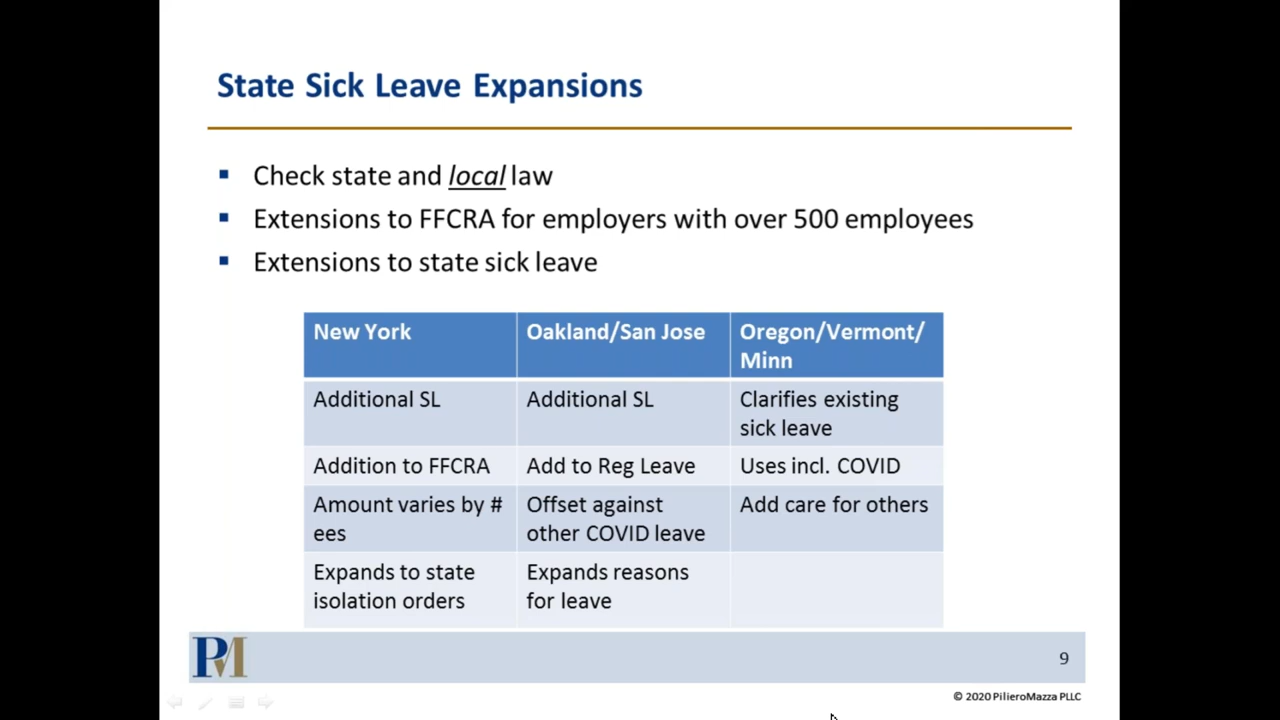 State Sick Leave Expansions
Check state and local law
Extensions to FFCRA for employers with over 500 employees
Extensions to state sick leave
New York
Oakland/San Jose
Oregon/Vermont/
Minn
Additional SL
Additional SL
Clarifies existing
sick leave
Addition to FFCRA
Add to Reg Leave
Uses incl. COVID
Amount varies by #
ees
Offset against
other COVID leave
Add care for others
Expands to state
isolation orders
Expands reasons
for leave
PM
9
© 2020 PilieroMazza PLLC